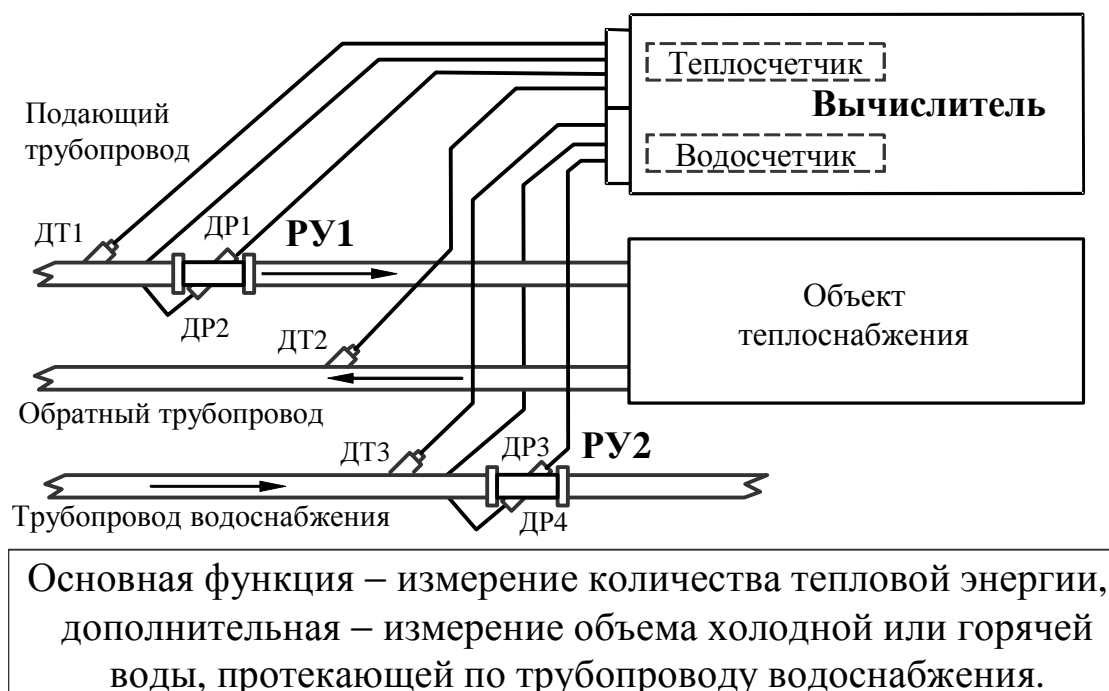 Теплосчетчик
Вычислитель
Водосчетчик
Подающий
трубопровод
ДТ1
ДР1
РУ1
ДР2
Объект
теплоснабжения
ДТ2
Обратный трубопровод
ДТ3
ДР3
РУ2
Трубопровод водоснабжения
ДР4
Основная функция – измерение количества тепловой энергии,
дополнительная – измерение объема холодной или горячей
воды, протекающей по трубопроводу водоснабжения.